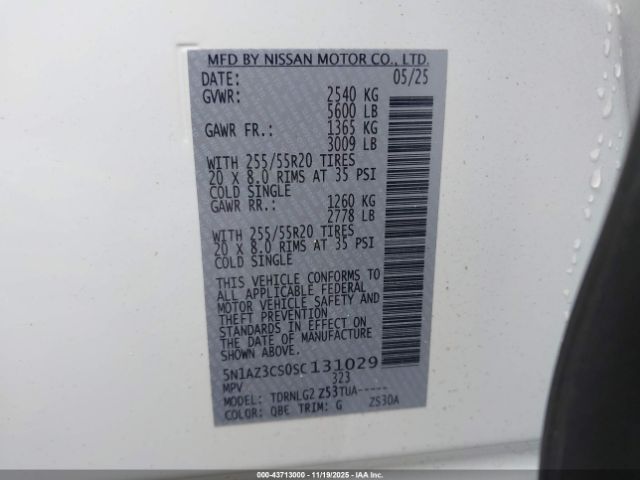 MFD BY NISSAN MOTOR CO., LTD.
DATE: 05/25
GVWR: 2540 KG
5600 LB
GAWR FR.: 1365 KG
3009 LB
WITH 255/55R20 TIRES
20 X 8.0 RIMS AT 35 PSI
COLD SINGLE
GAWR RR.: 1260 KG
2778 LB
WITH 255/55R20 TIRES
20 X 8.0 RIMS AT 35 PSI
COLD SINGLE
THIS VEHICLE CONFORMS TO
ALL APPLICABLE FEDERAL
MOTOR VEHICLE SAFETY AND
THEFT PREVENTION
STANDARDS IN EFFECT ON
THE DATE OF MANUFACTURE
SHOWN ABOVE.
5N1AZ3CS0SC131029
MPV 323
MODEL: TDRNLG2 Z53TUA-----
COLOR: QBE TRIM: G ZS30A
000-43713000 - 11/19/2025 - IAAI.COM